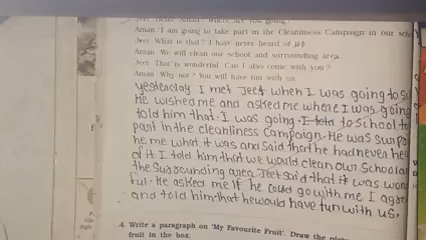 Jeet
Aman I am going to take part in the Cleanliness Campaign in our sch
Jeet What is that? I have never heard of it
Aman We will clean our school and surrounding area.
Jeet That is wonderful Can I also come with you?
Aman Why not? You will have fun with us
yesterday I met Jeet when I was going to
He wished me and asked me where I was going
told him that I was going I told to School to
part in the cleanliness Campaign He was
he me what it was and said that he had never hea
of it I told him that we would clean our School a
the Surrounding area Jeet said that it was won
ful. He asked me if he could go with me I
and told him that he would have fun with us.
4. Write a paragraph on 'My Favourite Fruit'. Draw the
fruit in the box.